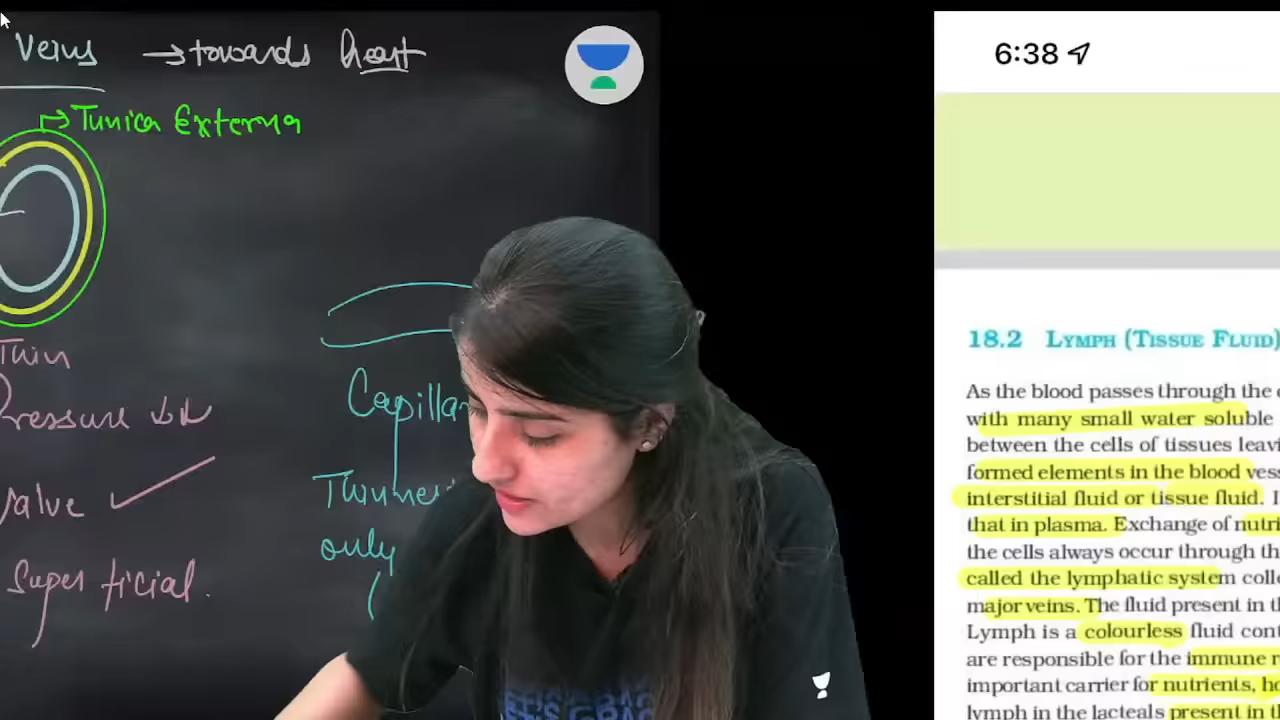 Veins → towards heart
Tunica Externa
Thin
Pressure ↓↓
Valve ✓
Superficial.
Capillar
Thinnes
only
(
6:38
18.2 LYMPH (TISSUE FLUID)
As the blood passes through the
with many small water soluble
between the cells of tissues leavi
formed elements in the blood vess
interstitial fluid or tissue fluid. I
that in plasma. Exchange of nutri
the cells always occur through th
called the lymphatic system colle
major veins. The fluid present in t
Lymph is a colourless fluid cont
are responsible for the immune r
important carrier for nutrients, ho
lymph in the lacteals present in t